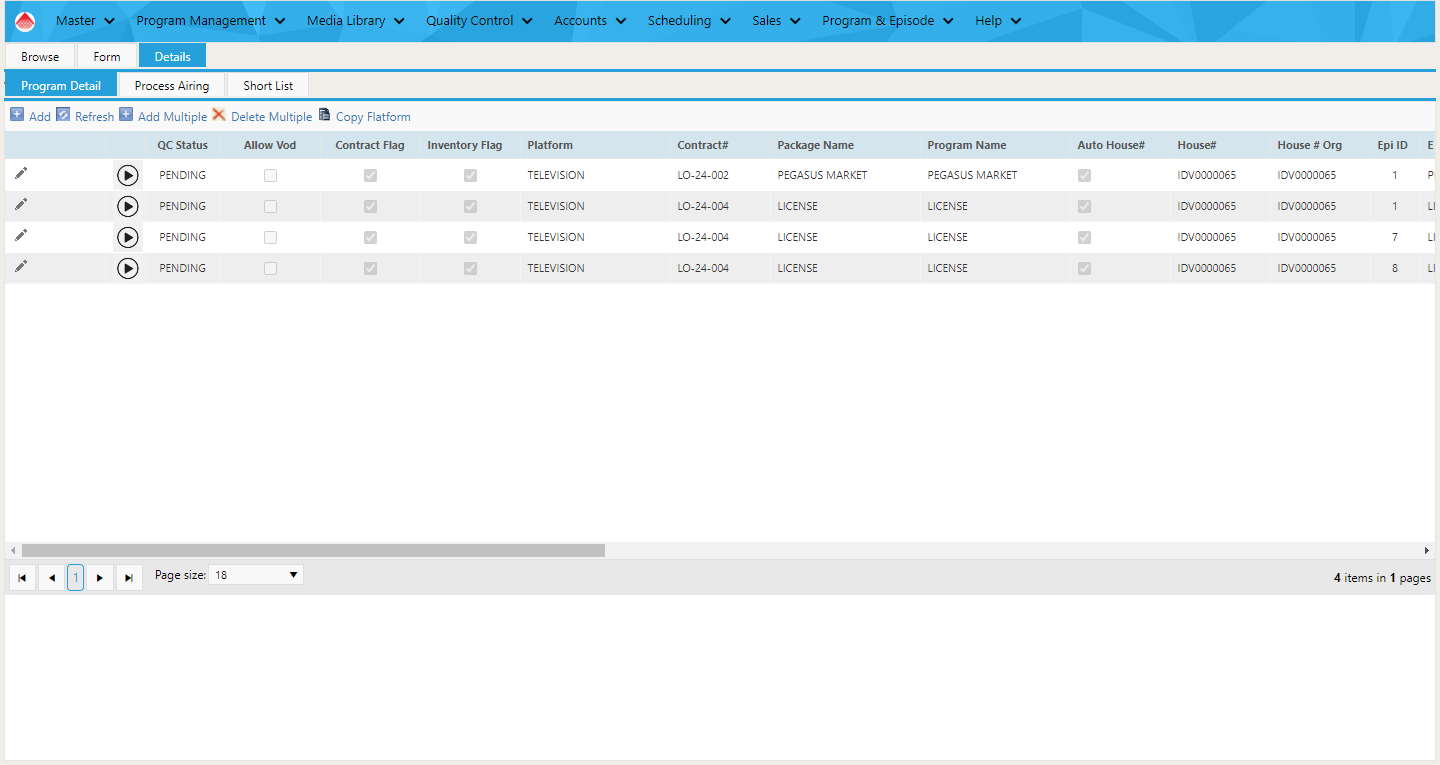 Master Program Management Media Library Quality Control Accounts Scheduling Sales Program & Episode Help
Browse Form Details
Program Detail Process Airing Short List
Add Refresh Add Multiple Delete Multiple Copy Flatform
QC Status Allow Vod Contract Flag Inventory Flag Platform Contract# Package Name Program Name Auto House# House# House # Org Epi ID E
PENDING TELEVISION LO-24-002 PEGASUS MARKET PEGASUS MARKET IDV0000065 IDV0000065 1 P
PENDING TELEVISION LO-24-004 LICENSE LICENSE IDV0000065 IDV0000065 1 LI
PENDING TELEVISION LO-24-004 LICENSE LICENSE IDV0000065 IDV0000065 7 LI
PENDING TELEVISION LO-24-004 LICENSE LICENSE IDV0000065 IDV0000065 8 LI
1 Page size: 18 4 items in 1 pages